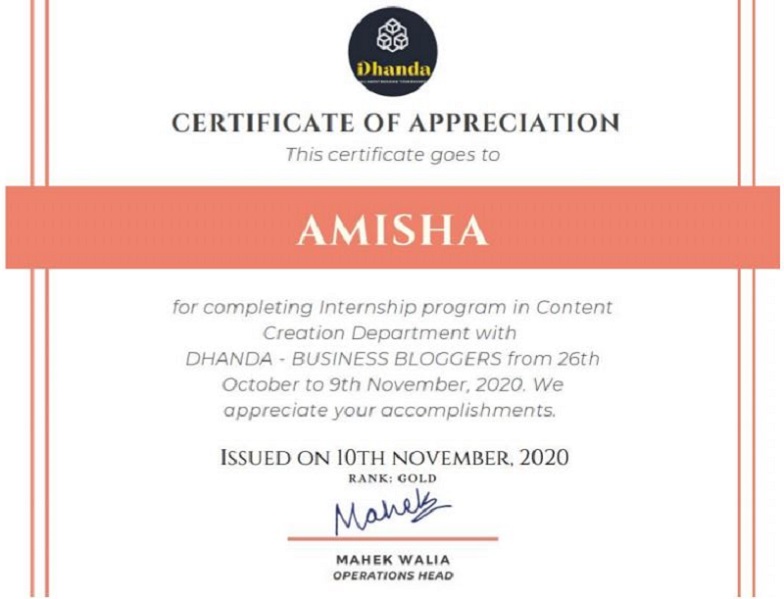 Dhanda
CERTIFICATE OF APPRECIATION
This certificate goes to
AMISHA
for completing Internship program in Content
Creation Department with
DHANDA - BUSINESS BLOGGERS from 26th
October to 9th November, 2020. We
appreciate your accomplishments.
ISSUED ON 10TH NOVEMBER, 2020
RANK: GOLD
Mahek
MAHEK WALIA
OPERATIONS HEAD